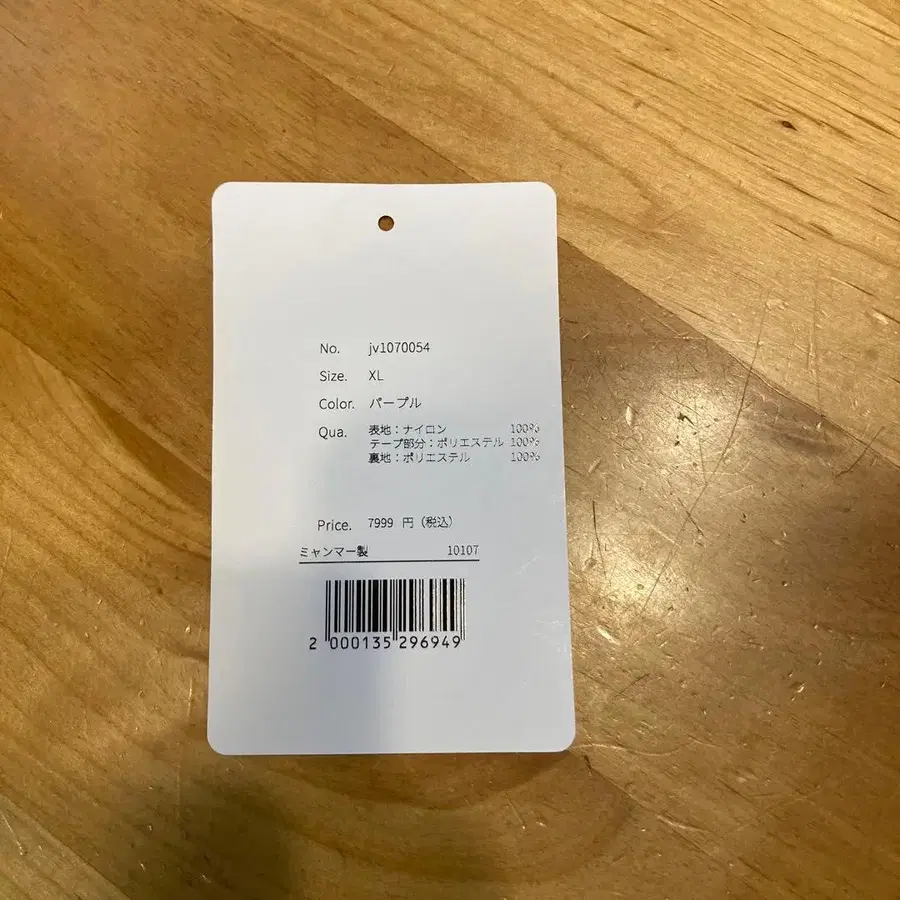 No. jv1070054
Size. XL
Color. パープル
Qua. 表地：ナイロン 100%
テープ部分：ポリエステル 100%
裏地：ポリエステル 100%
Price. 7999 円（税込）
ミャンマー製 10107
2 000135 296949